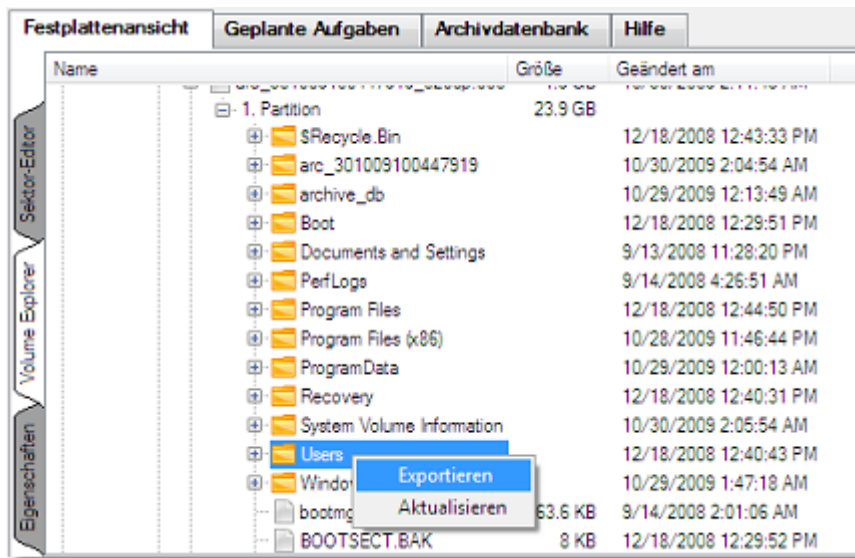 Festplattenansicht Geplante Aufgaben Archivdatenbank Hilfe
Name Größe Geändert am
1. Partition 23.9 GB
$Recycle.Bin 12/18/2008 12:43:33 PM
arc_301009100447919 10/30/2009 2:04:54 AM
archive_db 10/29/2009 12:13:49 AM
Boot 12/18/2008 12:29:51 PM
Documents and Settings 9/13/2008 11:28:20 PM
PerfLogs 9/14/2008 4:26:51 AM
Program Files 12/18/2008 12:44:50 PM
Program Files (x86) 10/28/2009 11:46:44 PM
ProgramData 10/29/2009 12:00:13 AM
Recovery 12/18/2008 12:40:31 PM
System Volume Information 10/30/2009 2:05:54 AM
Users 12/18/2008 12:40:43 PM
Windo 10/29/2009 1:47:18 AM
bootmg 63.6 KB 9/14/2008 2:01:06 AM
BOOTSECT.BAK 8 KB 12/18/2008 12:29:52 PM
Exportieren
Aktualisieren
Sektor-Editor
Volume Explorer
Eigenschaften